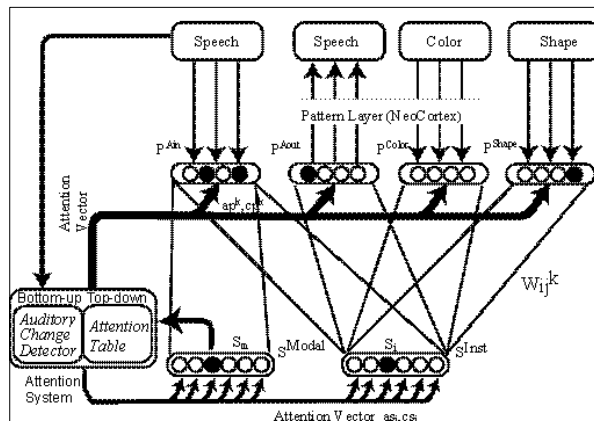 Speech
Speech
Color
Shape
Pattern Layer (NeoCortex)
P^Ain
P^Aout
P^Color
P^Shape
Attention
Vector
ap^k, cp^k
W_ij^k
Bottom-up Top-down
Auditory
Change
Detector
Attention
Table
S_m
S^Modal
S_i
S^Inst
Attention
System
Attention Vector as_i, cs_i